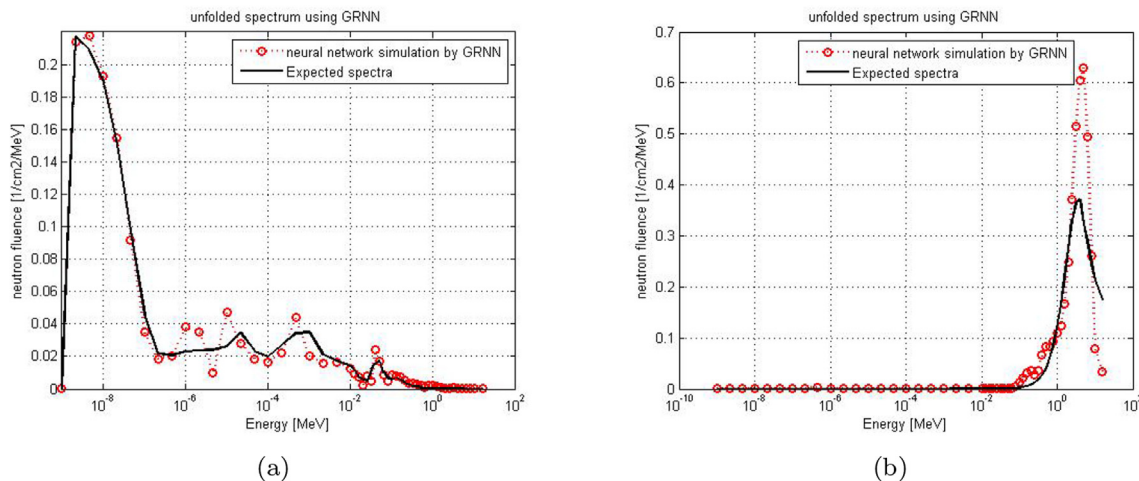 unfolded spectrum using GRNN
neural network simulation by GRNN
Expected spectra
neutron fluence [1/cm2/MeV]
0.2
0.18
0.16
0.14
0.12
0.1
0.08
0.06
0.04
0.02
0
10^-8
10^-6
10^-4
10^-2
10^0
10^2
Energy [MeV]
(a)
unfolded spectrum using GRNN
neural network simulation by GRNN
Expected spectra
neutron fluence [1/cm2/MeV]
0.7
0.6
0.5
0.4
0.3
0.2
0.1
0
10^-10
10^-8
10^-6
10^-4
10^-2
10^0
Energy [MeV]
(b)